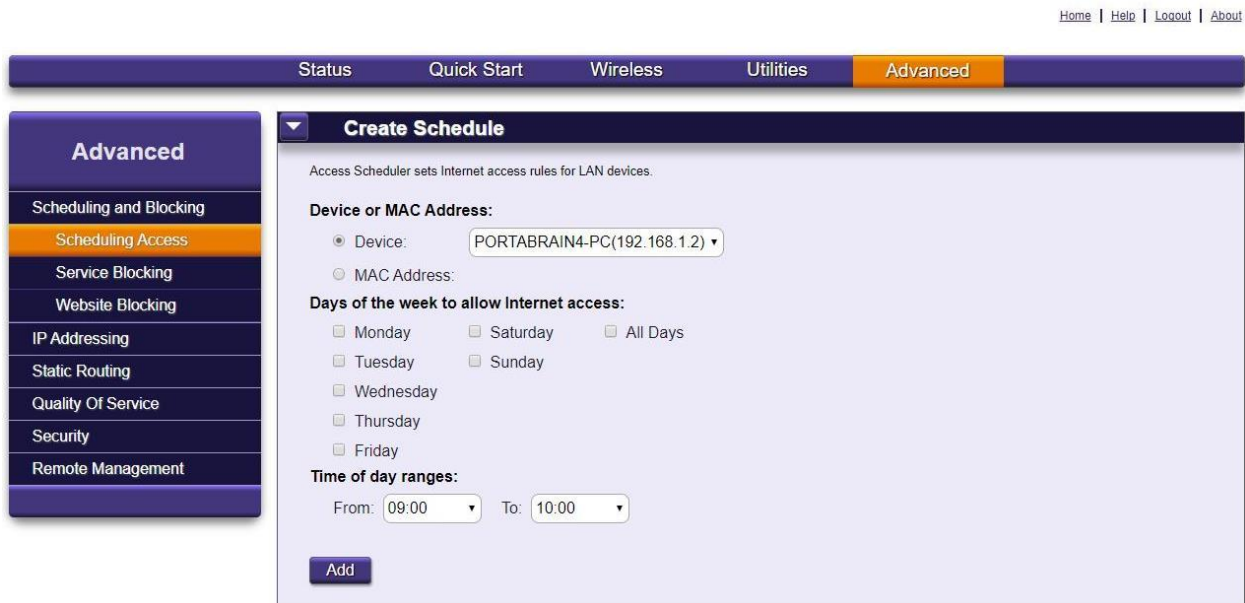 Home | Help | Logout | About
Status Quick Start Wireless Utilities Advanced
Advanced
Scheduling and Blocking
Scheduling Access
Service Blocking
Website Blocking
IP Addressing
Static Routing
Quality Of Service
Security
Remote Management
Create Schedule
Access Scheduler sets Internet access rules for LAN devices.
Device or MAC Address:
Device: PORTABRAIN4-PC(192.168.1.2)
MAC Address:
Days of the week to allow Internet access:
Monday Saturday All Days
Tuesday Sunday
Wednesday
Thursday
Friday
Time of day ranges:
From: 09:00 To: 10:00
Add